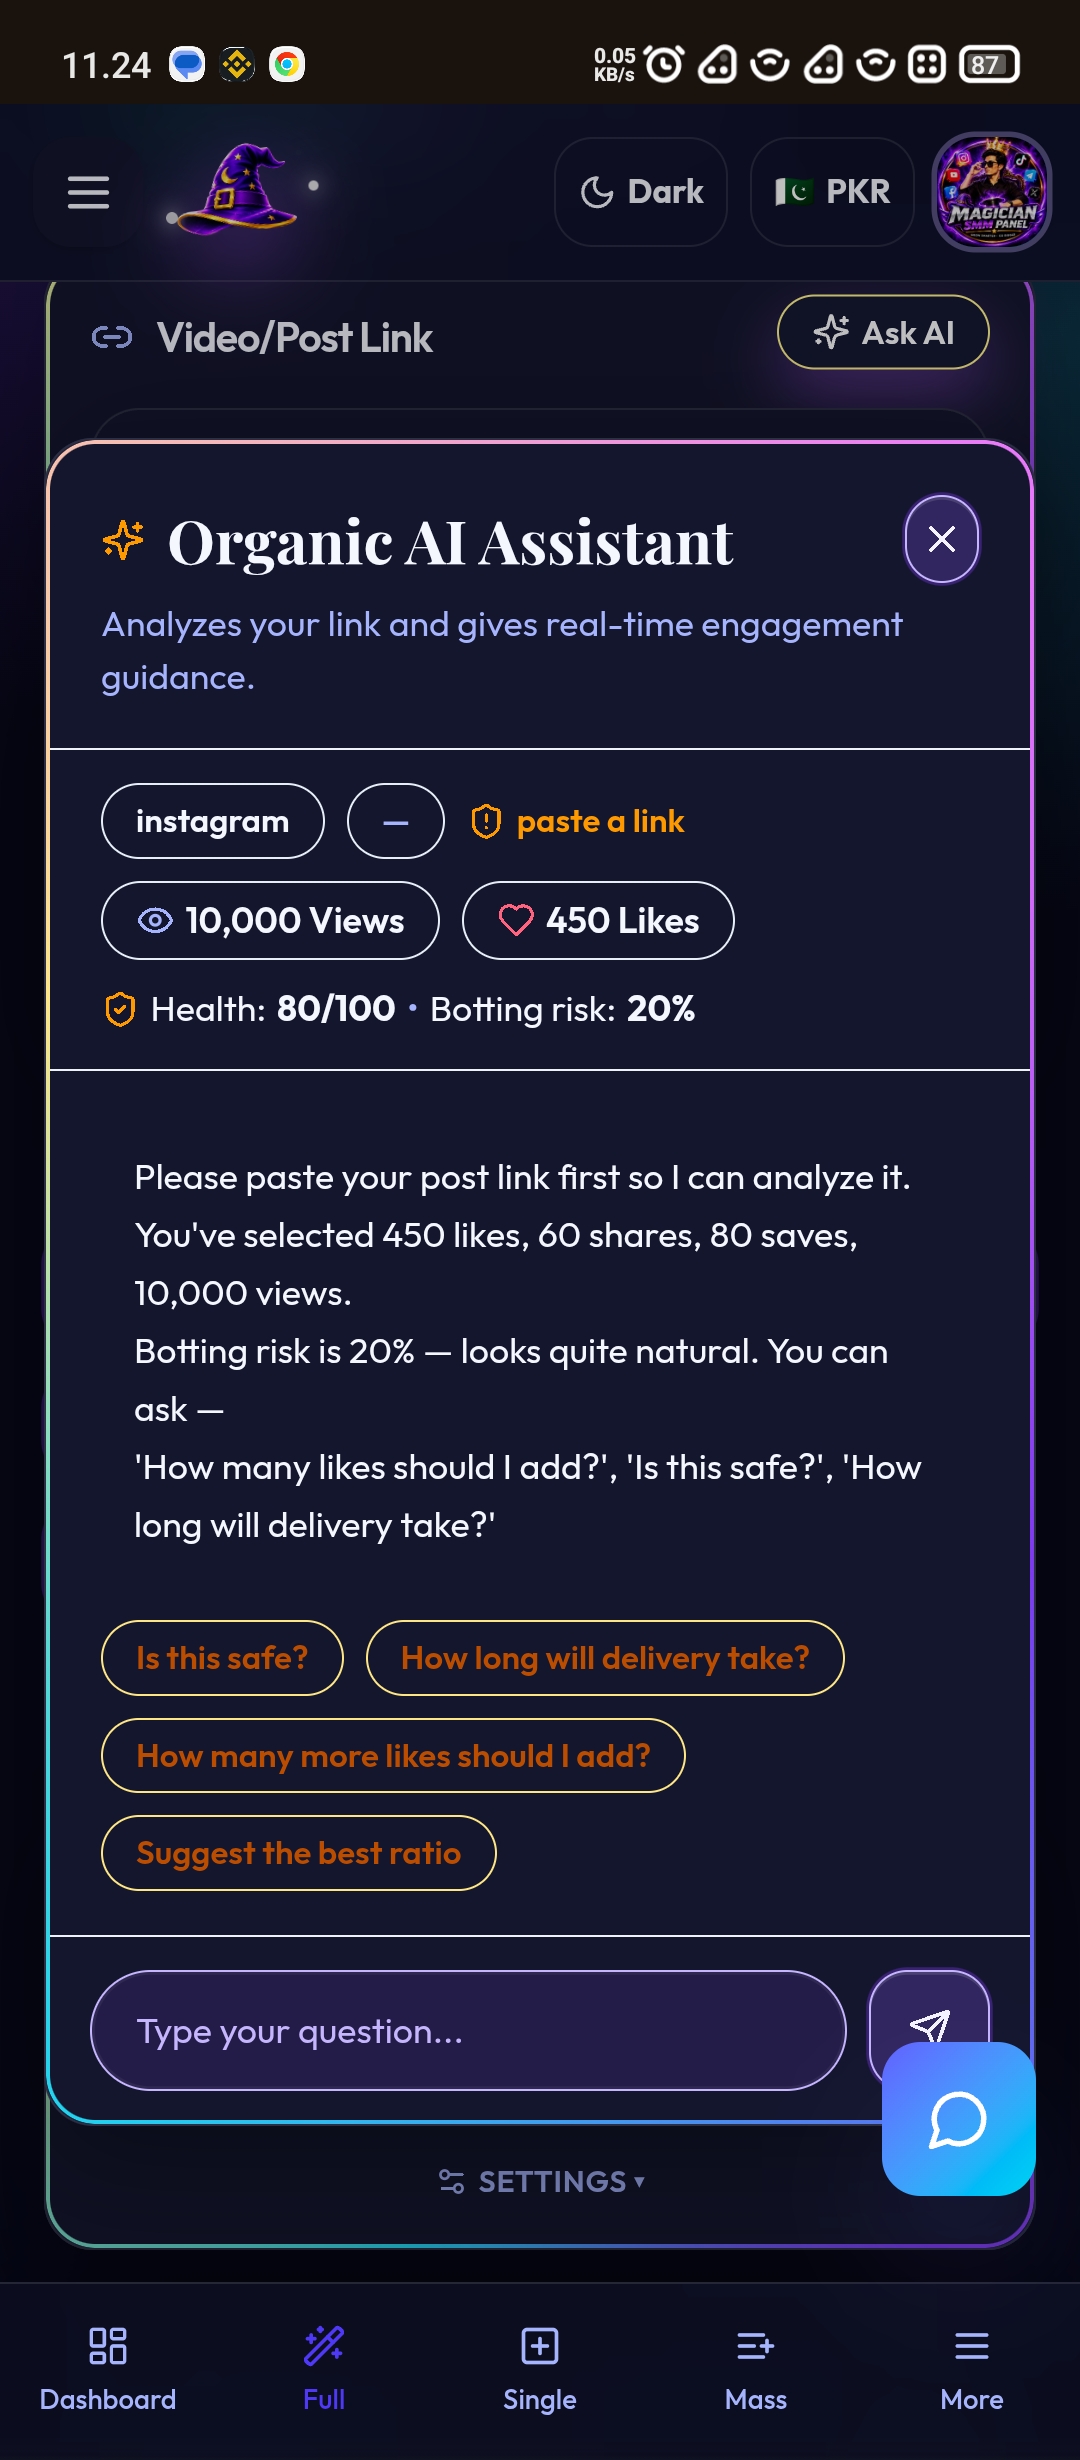 11.24
0.05
KB/s
87
Dark
🇵🇰 PKR
MAGICIAN
SMM PANEL
Video/Post Link
Ask AI
Organic AI Assistant
Analyzes your link and gives real-time engagement
guidance.
instagram
—
paste a link
10,000 Views
450 Likes
Health: 80/100 • Botting risk: 20%
Please paste your post link first so I can analyze it.
You've selected 450 likes, 60 shares, 80 saves,
10,000 views.
Botting risk is 20% — looks quite natural. You can
ask —
'How many likes should I add?', 'Is this safe?', 'How
long will delivery take?'
Is this safe?
How long will delivery take?
How many more likes should I add?
Suggest the best ratio
Type your question...
SETTINGS ▾
Dashboard
Full
Single
Mass
More